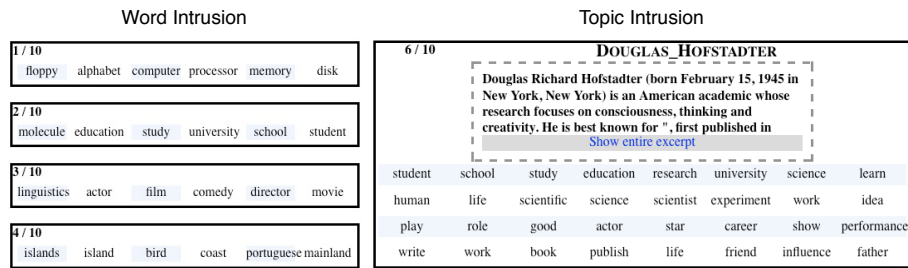 Word Intrusion
1 / 10
floppy alphabet computer processor memory disk
2 / 10
molecule education study university school student
3 / 10
linguistics actor film comedy director movie
4 / 10
islands island bird coast portuguese mainland
Topic Intrusion
6 / 10 DOUGLAS_HOFSTADTER
Douglas Richard Hofstadter (born February 15, 1945 in
New York, New York) is an American academic whose
research focuses on consciousness, thinking and
creativity. He is best known for ", first published in
Show entire excerpt
student school study education research university science learn
human life scientific science scientist experiment work idea
play role good actor star career show performance
write work book publish life friend influence father